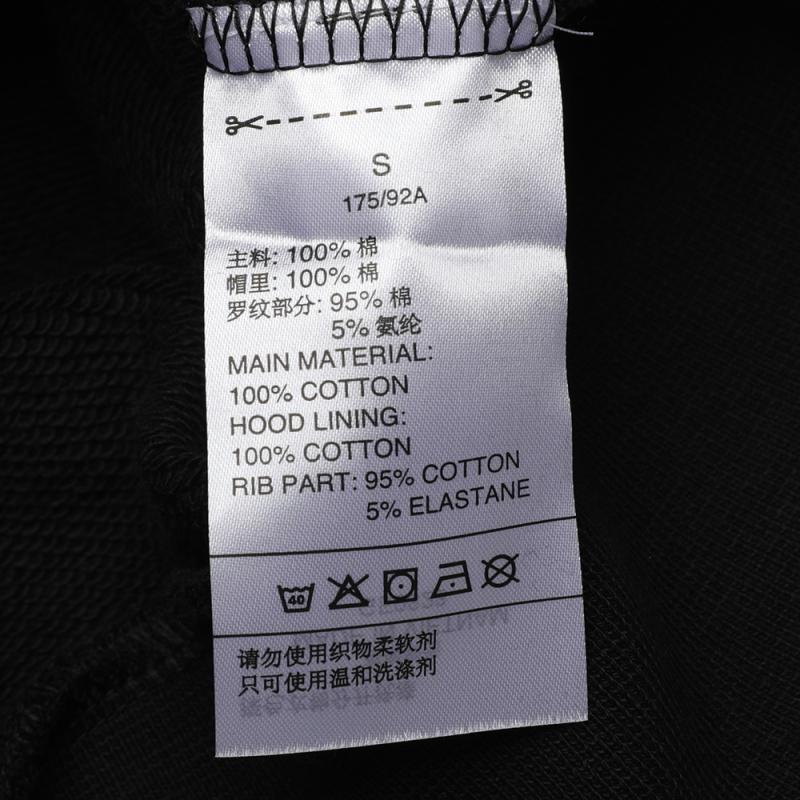 S
175/92A
主料: 100% 棉
帽里: 100% 棉
罗纹部分: 95% 棉
5% 氨纶
MAIN MATERIAL:
100% COTTON
HOOD LINING:
100% COTTON
RIB PART: 95% COTTON
5% ELASTANE
40
请勿使用织物柔软剂
只可使用温和洗涤剂